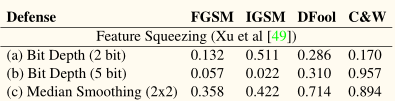 Defense FGSM IGSM DFool C&W
Feature Squeezing (Xu et al [49])
(a) Bit Depth (2 bit) 0.132 0.511 0.286 0.170
(b) Bit Depth (5 bit) 0.057 0.022 0.310 0.957
(c) Median Smoothing (2x2) 0.358 0.422 0.714 0.894